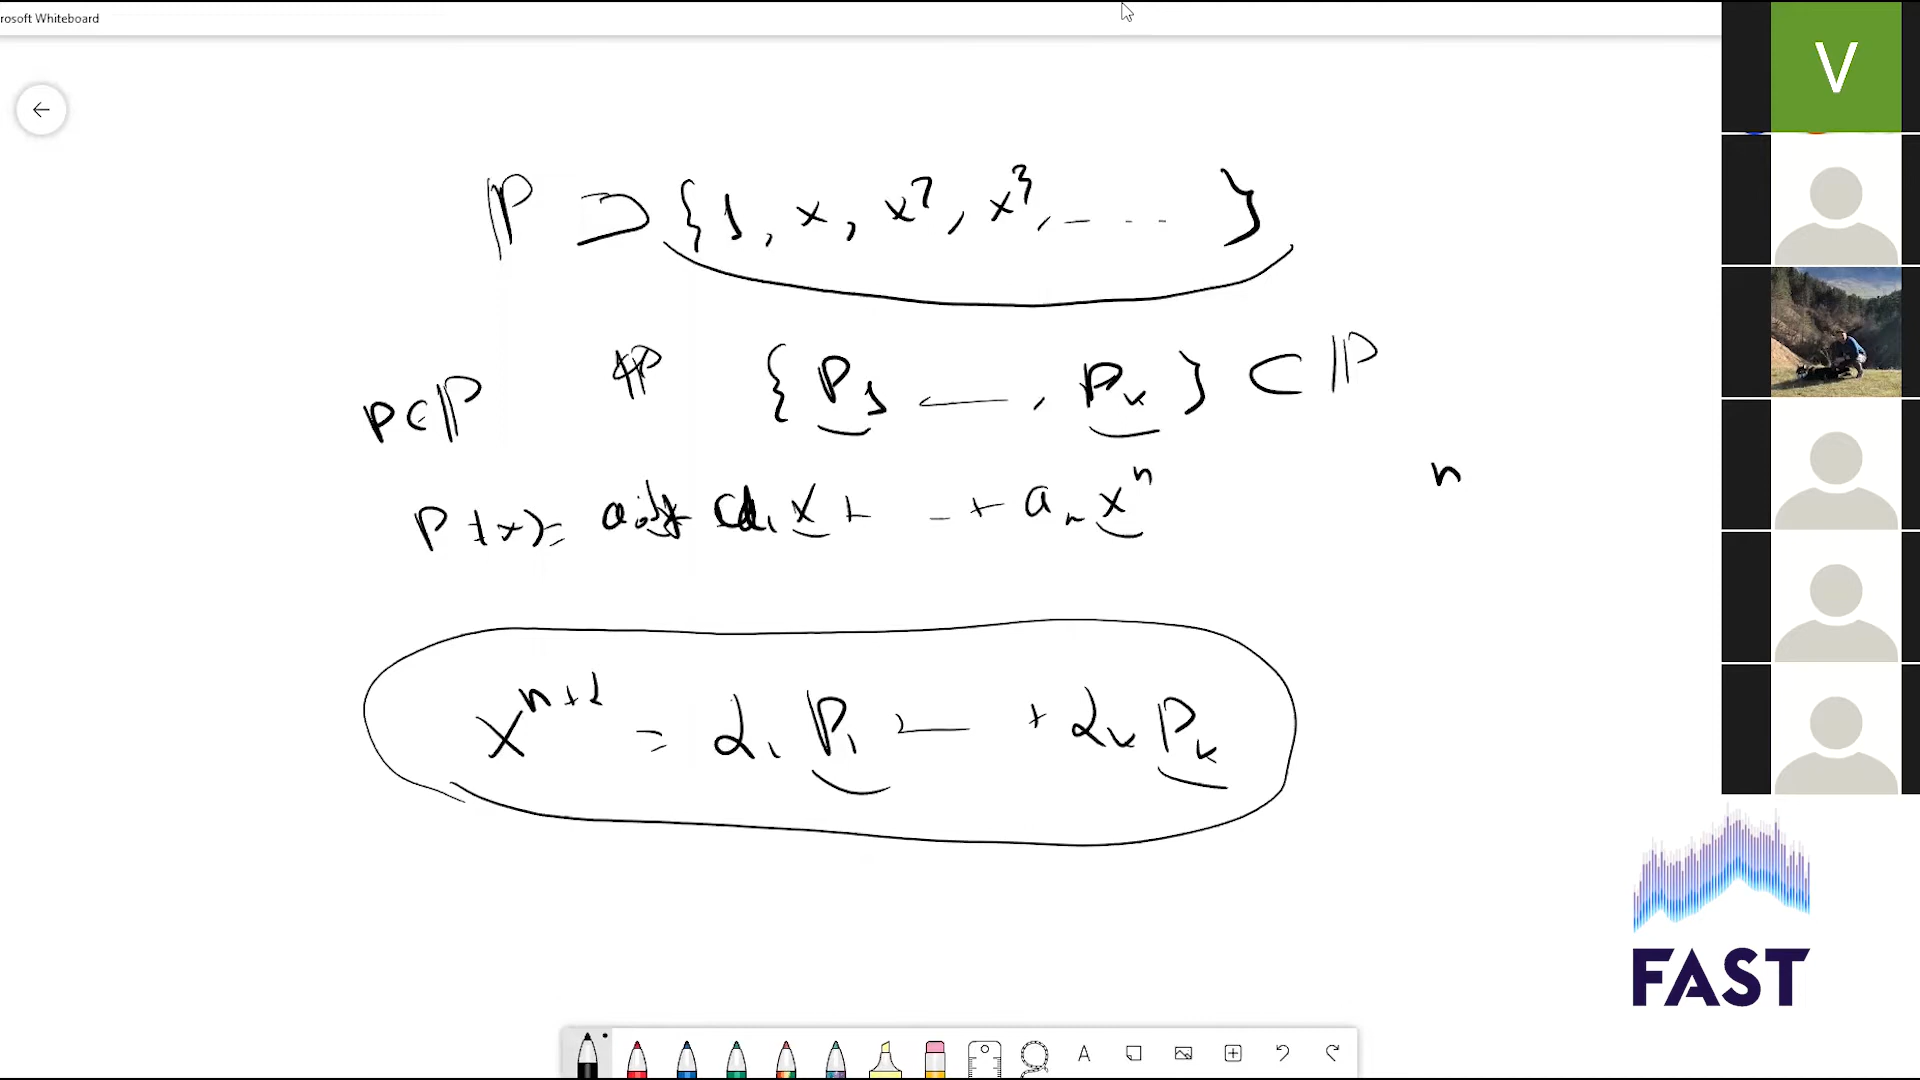 rosoft Whiteboard
V
ℙ ⊃ {1, x, x², x³, - - - }
p ∈ ℙ
ℙ
{P₁ —, Pₖ} ⊂ ℙ
n
P(x) = a₀ + a₁x + - + aₙxⁿ
xⁿ⁺¹ = α₁P₁ — + αₖPₖ
FAST
A